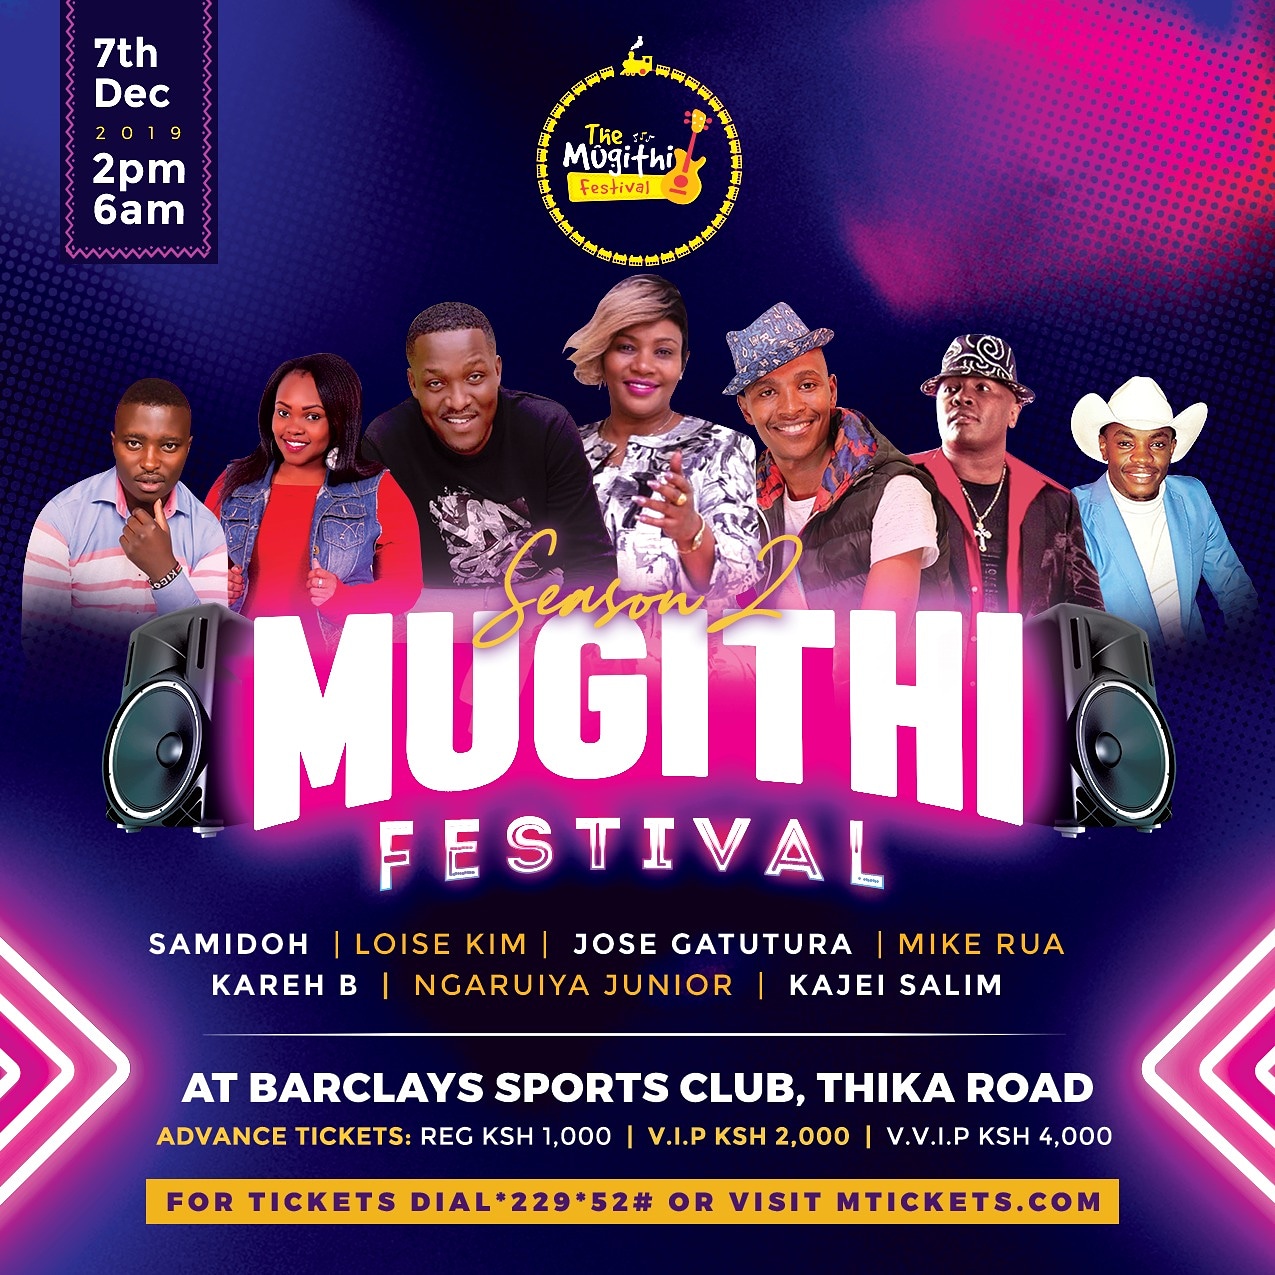 7th
Dec
2019
2pm
6am
The
Mûgithi
Festival
Season 2
MUGITHI
FESTIVAL
SAMIDOH | LOISE KIM | JOSE GATUTURA | MIKE RUA
KAREH B | NGARUIYA JUNIOR | KAJEI SALIM
AT BARCLAYS SPORTS CLUB, THIKA ROAD
ADVANCE TICKETS: REG KSH 1,000 | V.I.P KSH 2,000 | V.V.I.P KSH 4,000
FOR TICKETS DIAL*229*52# OR VISIT MTICKETS.COM